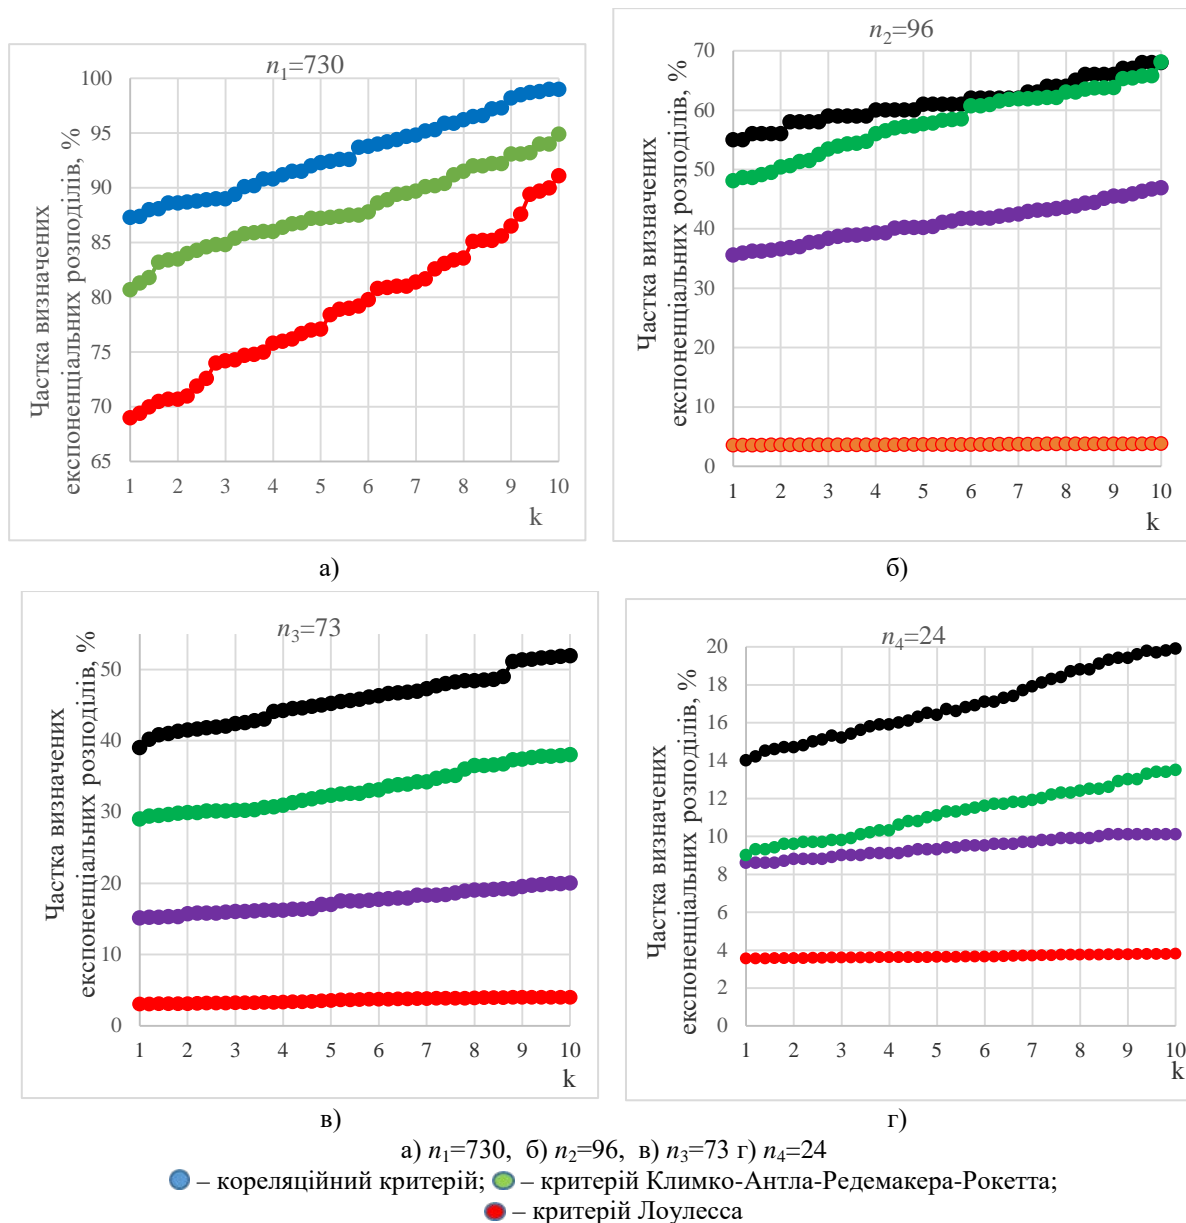 n₁=730
Частка визначених
експоненціальних розподілів, %
100
95
90
85
80
75
70
65
1 2 3 4 5 6 7 8 9 10
k
а)
n₂=96
Частка визначених
експоненціальних розподілів, %
70
60
50
40
30
20
10
0
1 2 3 4 5 6 7 8 9 10
k
б)
n₃=73
Частка визначених
експоненціальних розподілів, %
50
40
30
20
10
0
1 2 3 4 5 6 7 8 9 10
k
в)
n₄=24
Частка визначених
експоненціальних розподілів, %
20
18
16
14
12
10
8
6
4
2
0
1 2 3 4 5 6 7 8 9 10
k
г)
а) n₁=730, б) n₂=96, в) n₃=73 г) n₄=24
– кореляційний критерій; – критерій Климко-Антла-Редемакера-Рокетта;
– критерій Лоулесса